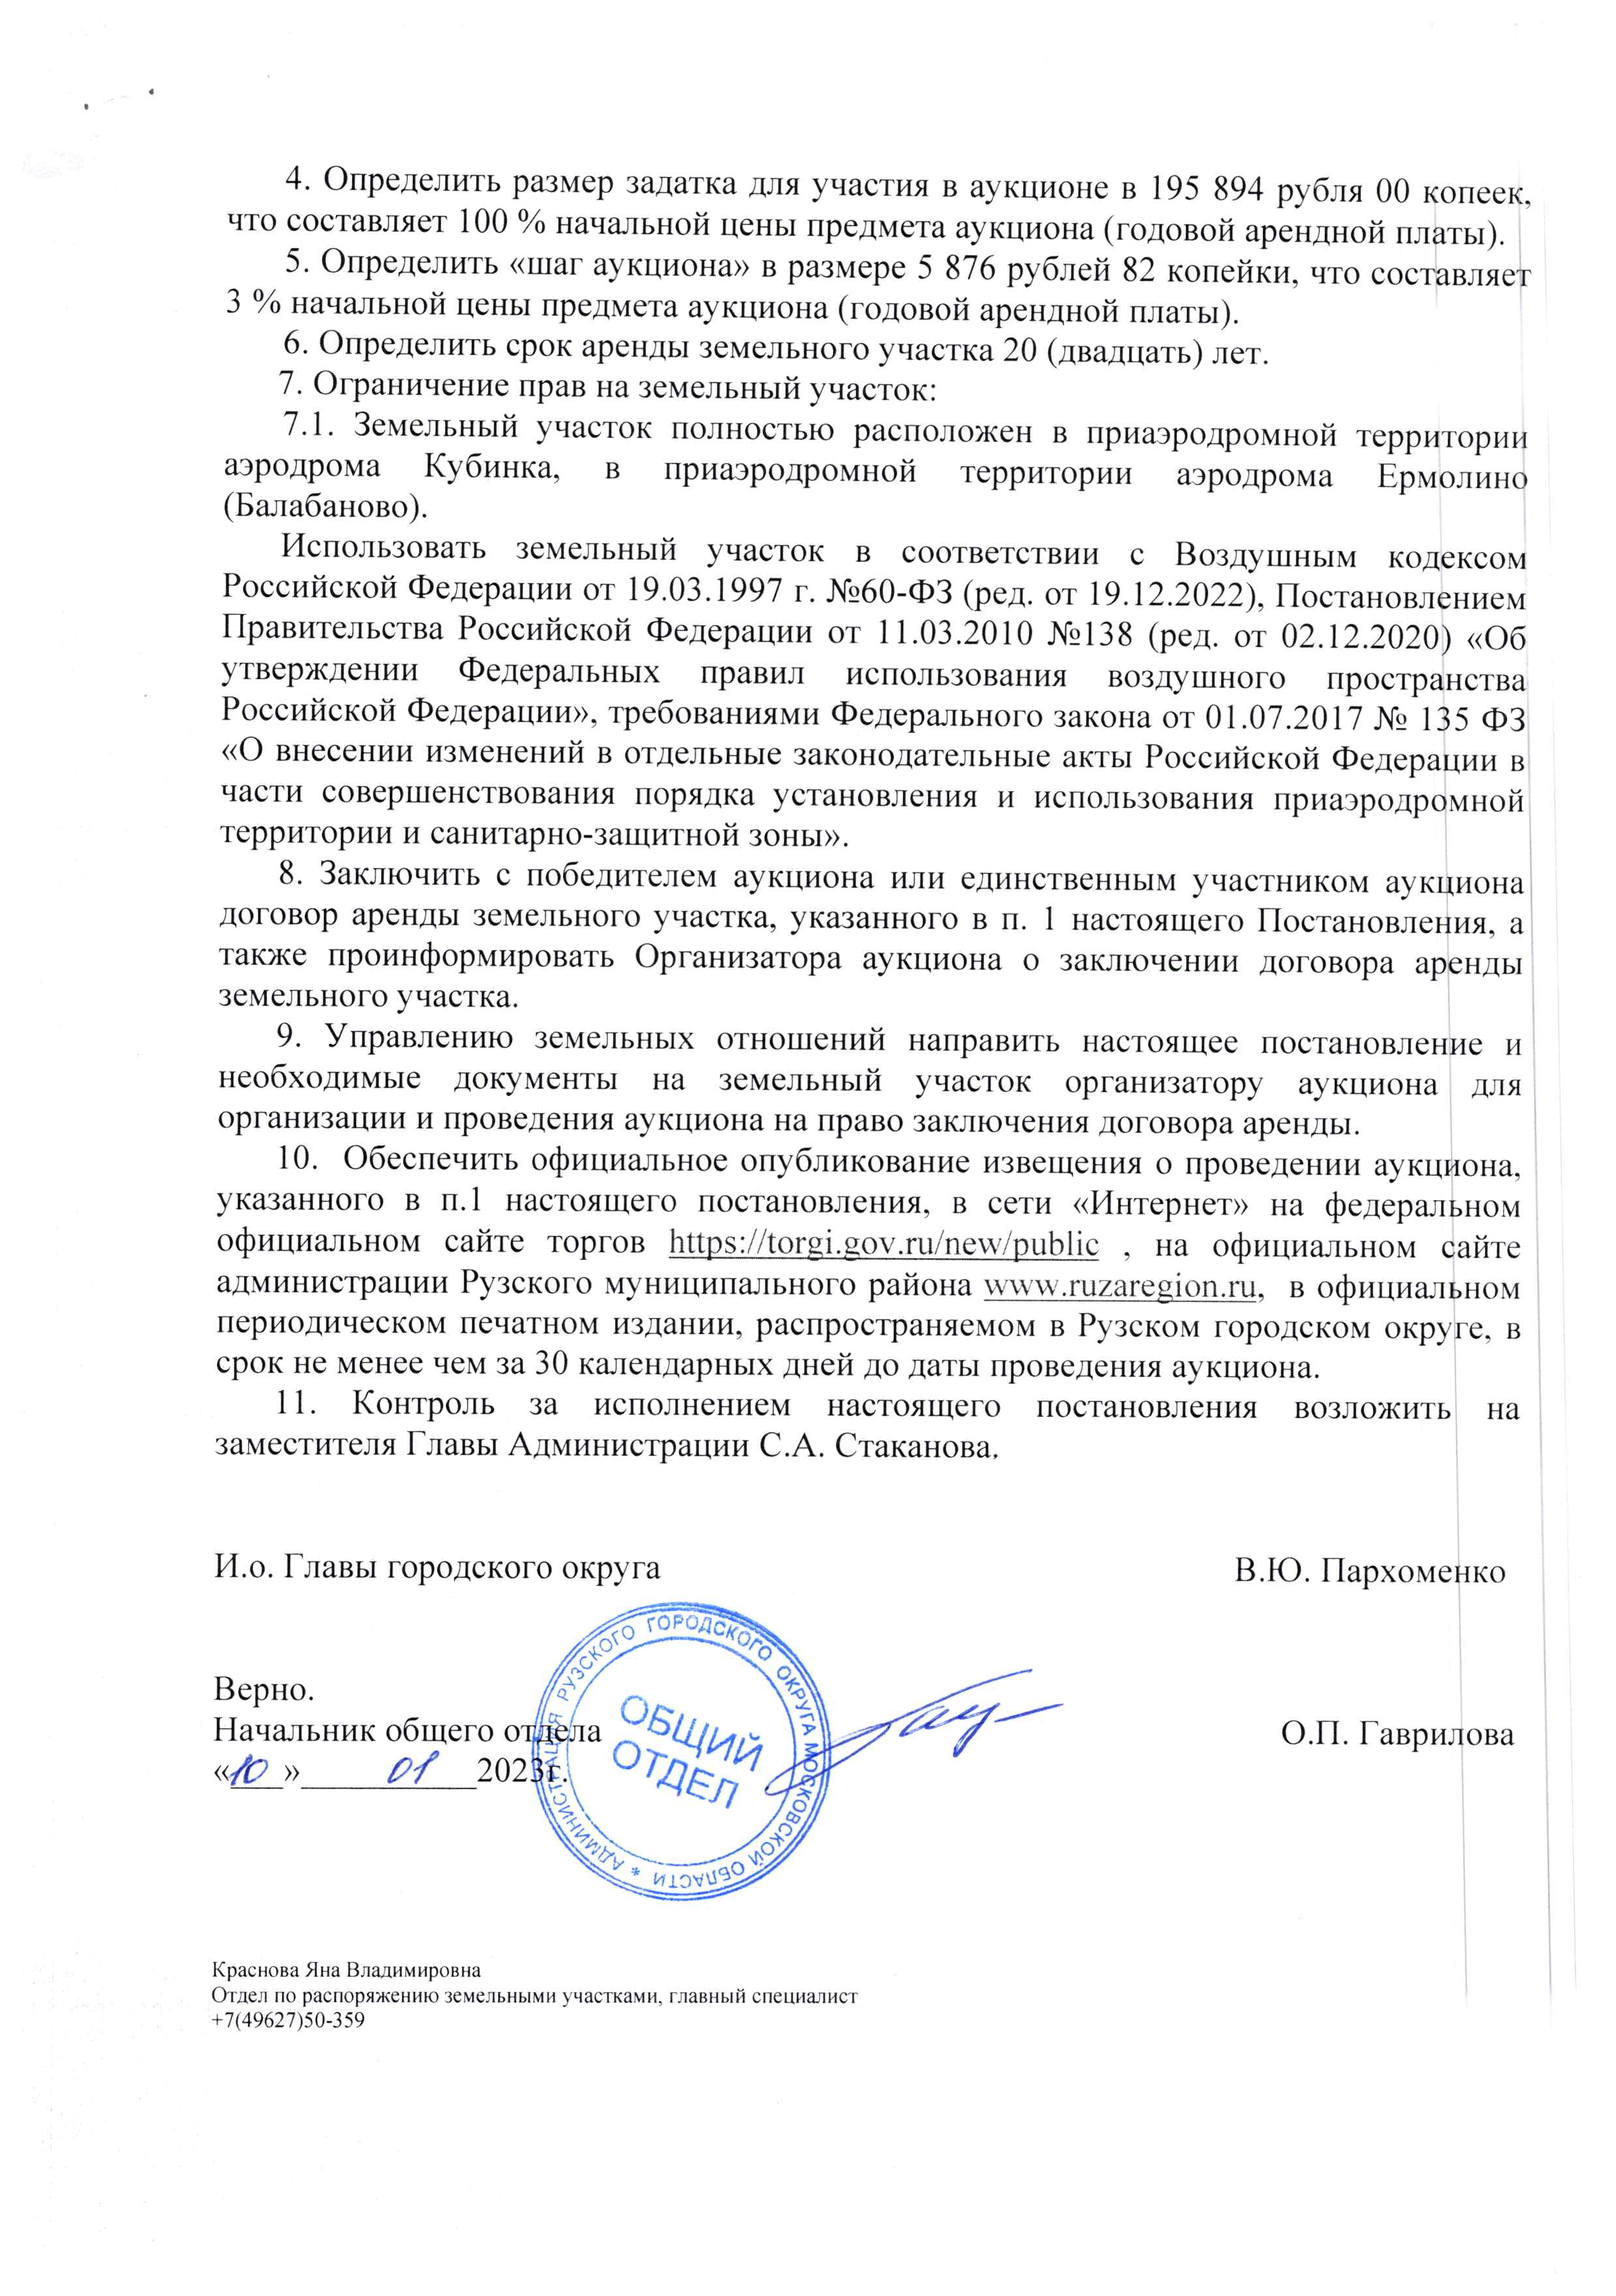 4. Определить размер задатка для участия в аукционе в 195 894 рубля 00 копеек,
что составляет 100 % начальной цены предмета аукциона (годовой арендной платы).
5. Определить «шаг аукциона» в размере 5 876 рублей 82 копейки, что составляет
3 % начальной цены предмета аукциона (годовой арендной платы).
6. Определить срок аренды земельного участка 20 (двадцать) лет.
7. Ограничение прав на земельный участок:
7.1. Земельный участок полностью расположен в приаэродромной территории
аэродрома Кубинка, в приаэродромной территории аэродрома Ермолино
(Балабаново).
Использовать земельный участок в соответствии с Воздушным кодексом
Российской Федерации от 19.03.1997 г. №60-ФЗ (ред. от 19.12.2022), Постановлением
Правительства Российской Федерации от 11.03.2010 №138 (ред. от 02.12.2020) «Об
утверждении Федеральных правил использования воздушного пространства
Российской Федерации», требованиями Федерального закона от 01.07.2017 № 135 ФЗ
«О внесении изменений в отдельные законодательные акты Российской Федерации в
части совершенствования порядка установления и использования приаэродромной
территории и санитарно-защитной зоны».
8. Заключить с победителем аукциона или единственным участником аукциона
договор аренды земельного участка, указанного в п. 1 настоящего Постановления, а
также проинформировать Организатора аукциона о заключении договора аренды
земельного участка.
9. Управлению земельных отношений направить настоящее постановление и
необходимые документы на земельный участок организатору аукциона для
организации и проведения аукциона на право заключения договора аренды.
10. Обеспечить официальное опубликование извещения о проведении аукциона,
указанного в п.1 настоящего постановления, в сети «Интернет» на федеральном
официальном сайте торгов https://torgi.gov.ru/new/public , на официальном сайте
администрации Рузского муниципального района www.ruzaregion.ru, в официальном
периодическом печатном издании, распространяемом в Рузском городском округе, в
срок не менее чем за 30 календарных дней до даты проведения аукциона.
11. Контроль за исполнением настоящего постановления возложить на
заместителя Главы Администрации С.А. Стаканова.
И.о. Главы городского округа В.Ю. Пархоменко
Верно.
Начальник общего отдела О.П. Гаврилова
«10» 01 2023г.
АДМИНИСТРАЦИЯ РУЗСКОГО ГОРОДСКОГО ОКРУГА МОСКОВСКОЙ ОБЛАСТИ *
ОБЩИЙ
ОТДЕЛ
Краснова Яна Владимировна
Отдел по распоряжению земельными участками, главный специалист
+7(49627)50-359